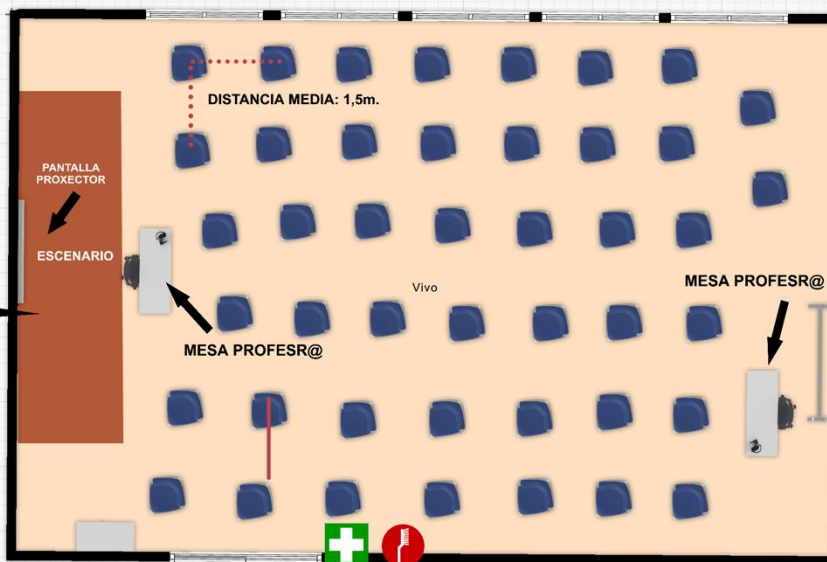 DISTANCIA MEDIA: 1,5m.
PANTALLA
PROXECTOR
ESCENARIO
Vivo
MESA PROFESR@
MESA PROFESR@